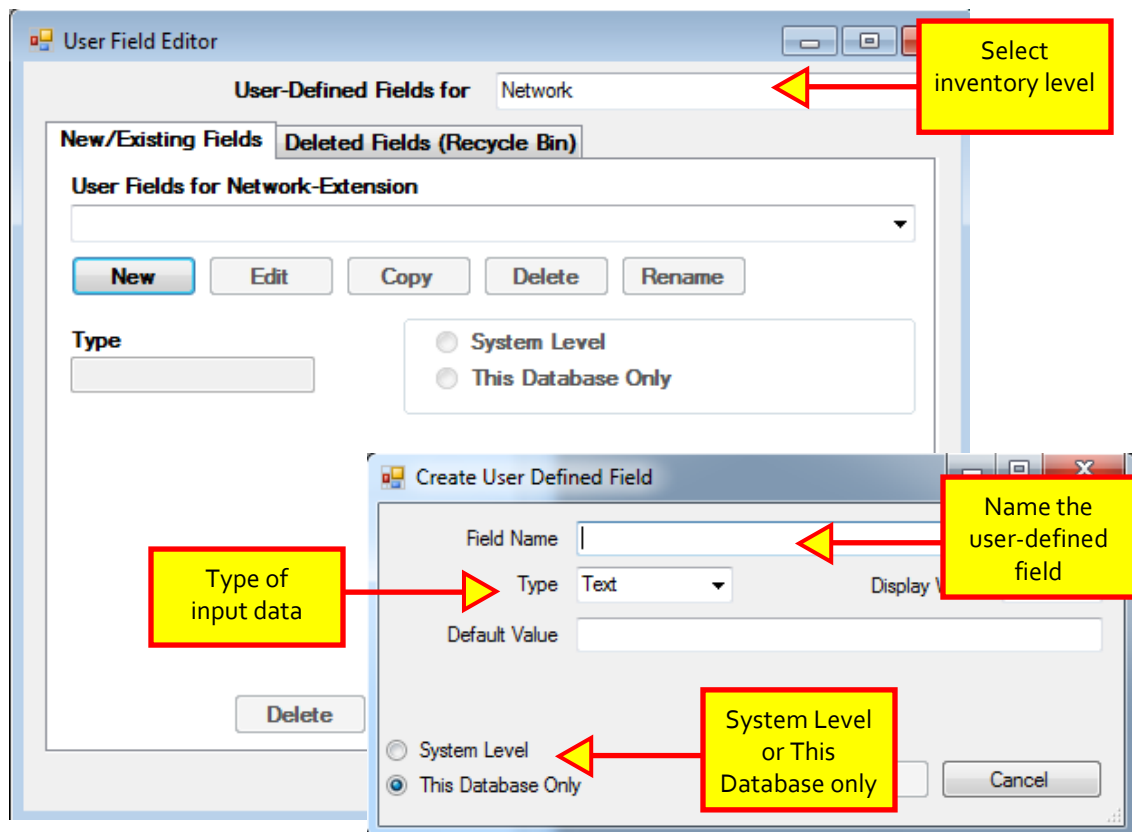 User Field Editor
Select
inventory level
User-Defined Fields for Network
New/Existing Fields Deleted Fields (Recycle Bin)
User Fields for Network-Extension
New Edit Copy Delete Rename
Type
System Level
This Database Only
Create User Defined Field
Name the
user-defined
field
Field Name
Type of
input data
Type Text Display
Default Value
Delete
System Level
or This
Database only
System Level
This Database Only
Cancel